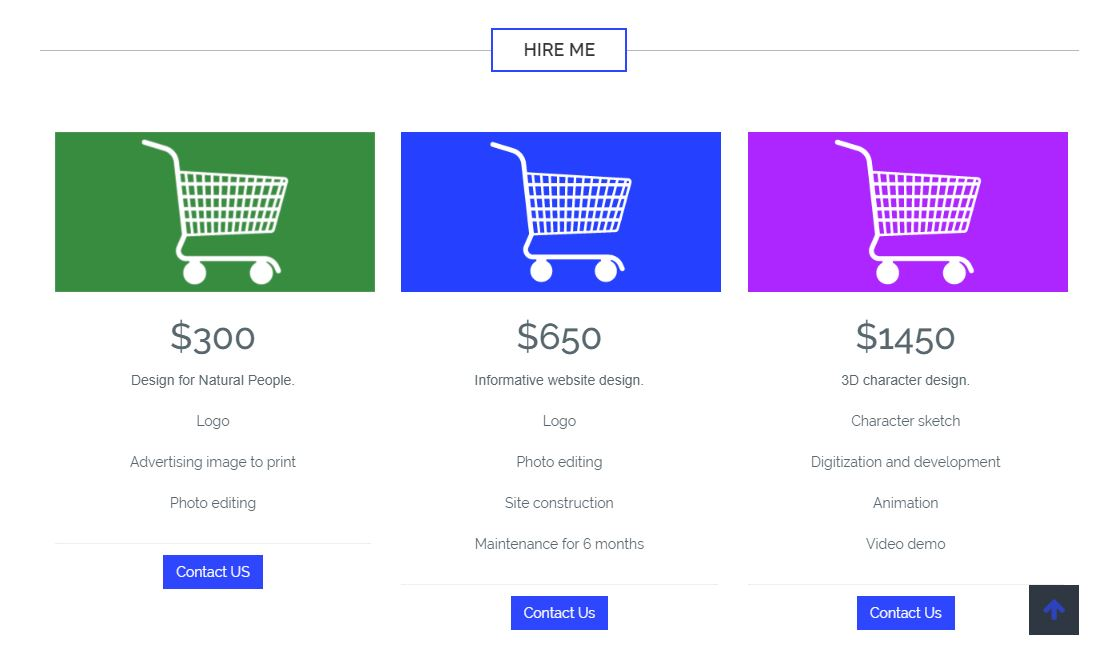 HIRE ME
$300
Design for Natural People.
Logo
Advertising image to print
Photo editing
Contact US
$650
Informative website design.
Logo
Photo editing
Site construction
Maintenance for 6 months
Contact Us
$1450
3D character design.
Character sketch
Digitization and development
Animation
Video demo
Contact Us